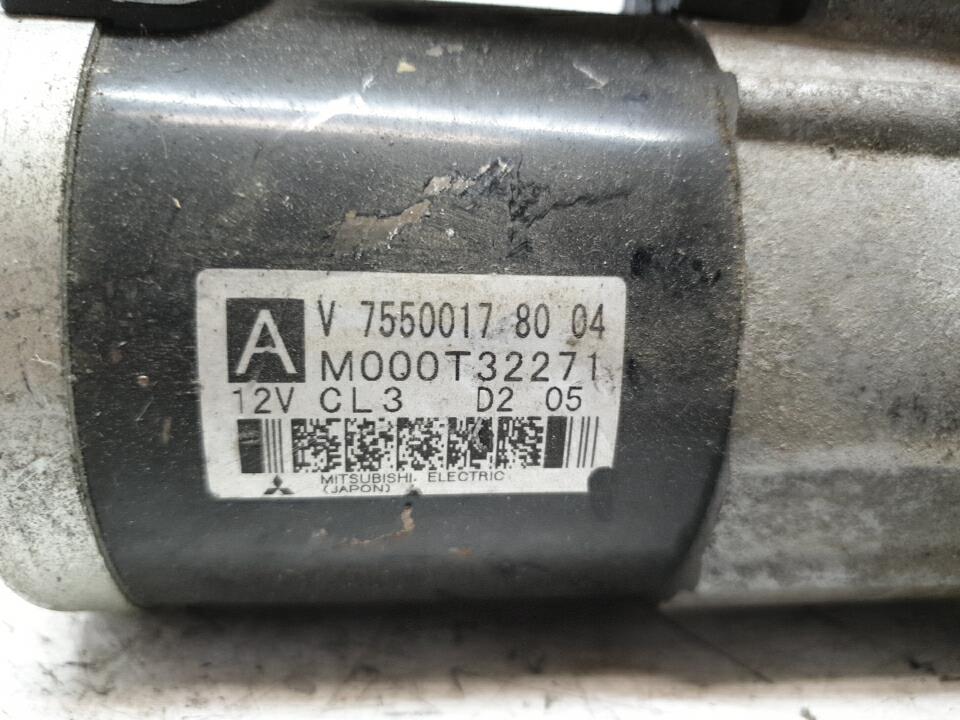 A
V 7550017 80 04
M000T32271
12V CL3 D2 05
MITSUBISHI ELECTRIC
(JAPON)